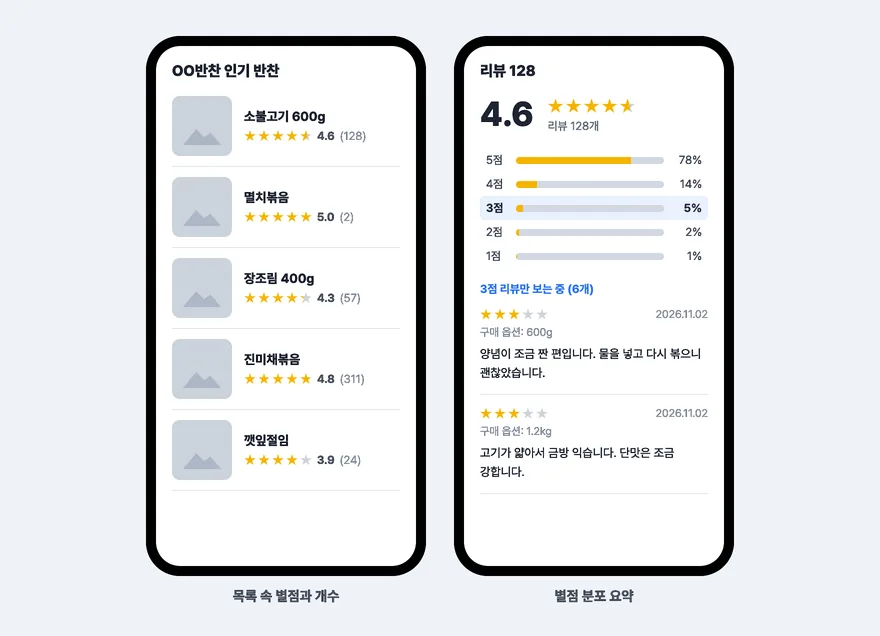 OO반찬 인기 반찬
소불고기 600g
★★★★★ 4.6 (128)
멸치볶음
★★★★★ 5.0 (2)
장조림 400g
★★★★★ 4.3 (57)
진미채볶음
★★★★★ 4.8 (311)
깻잎절임
★★★★★ 3.9 (24)
목록 속 별점과 개수
리뷰 128
4.6 ★★★★★
리뷰 128개
5점 78%
4점 14%
3점 5%
2점 2%
1점 1%
3점 리뷰만 보는 중 (6개)
★★★★★ 2026.11.02
구매 옵션: 600g
양념이 조금 짠 편입니다. 물을 넣고 다시 볶으니
괜찮았습니다.
★★★★★ 2026.11.02
구매 옵션: 1.2kg
고기가 얇아서 금방 익습니다. 단맛은 조금
강합니다.
별점 분포 요약